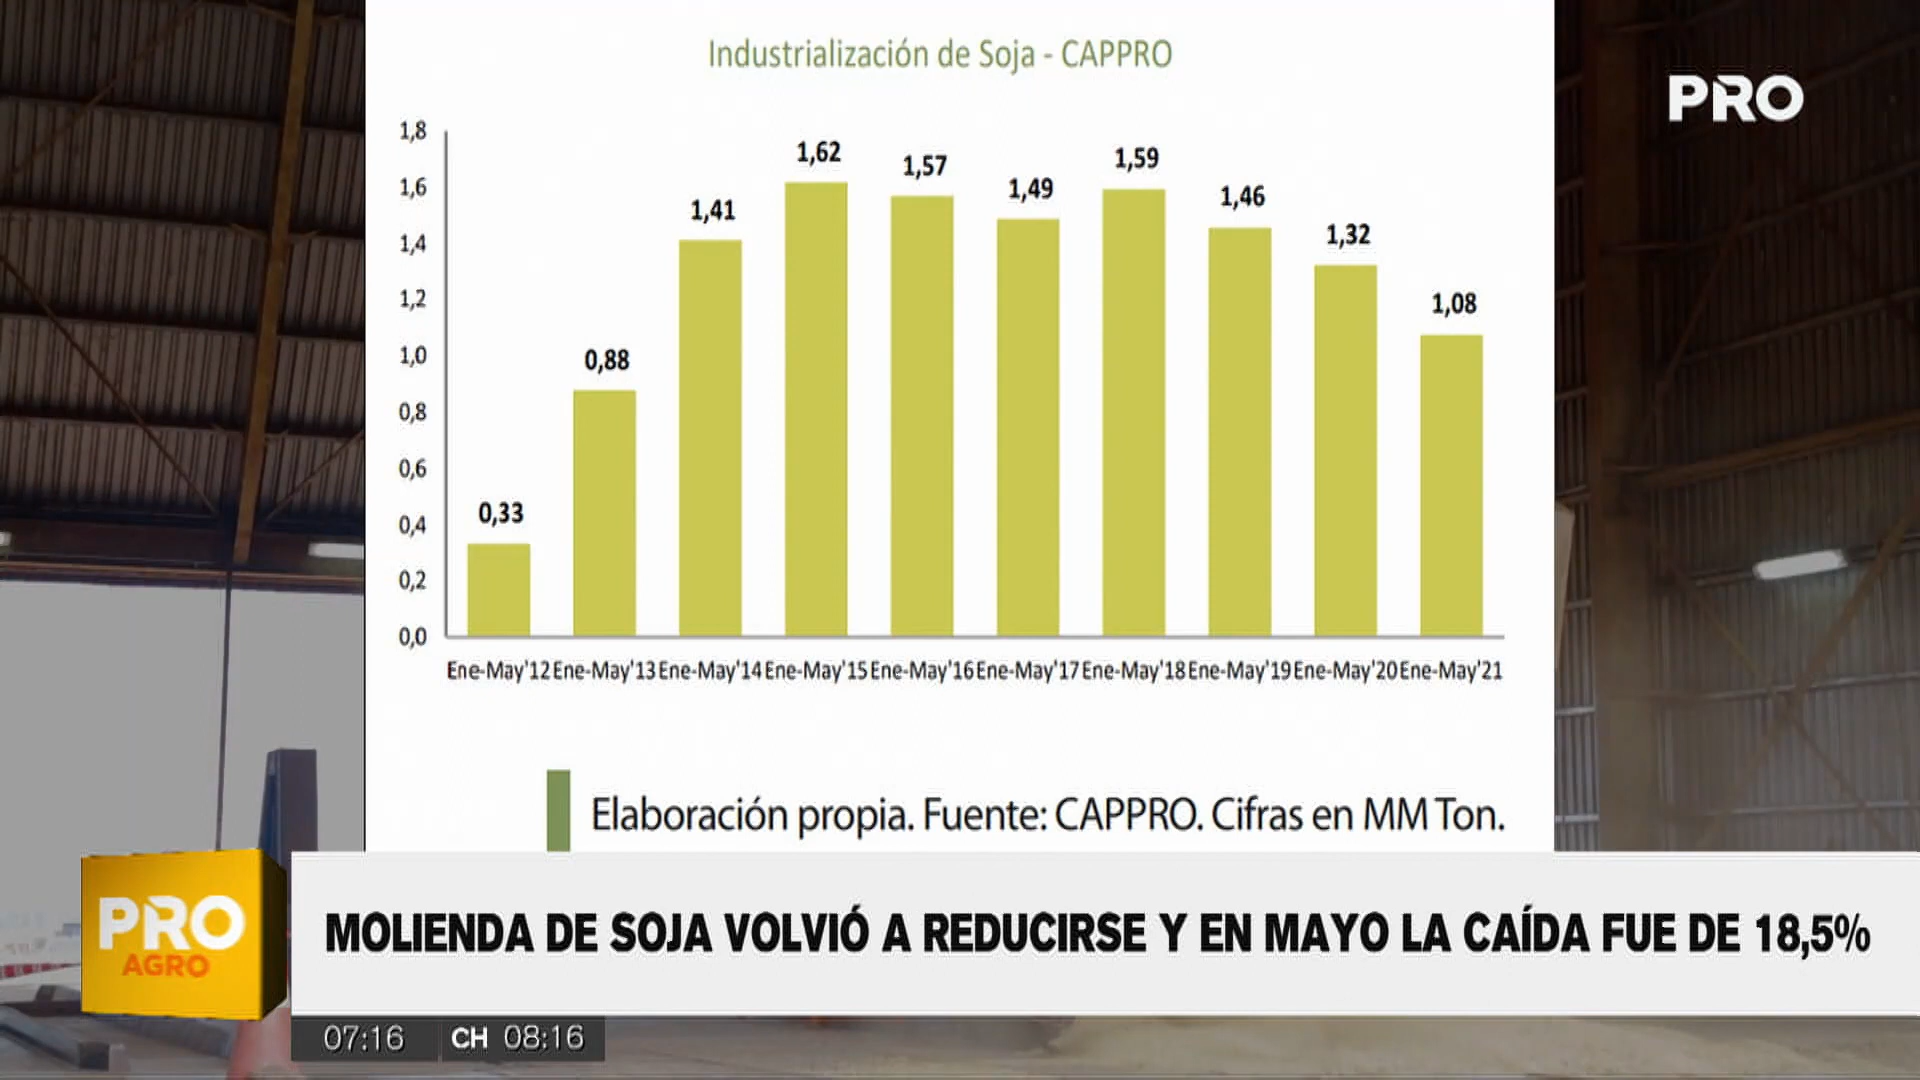 Industrialización de Soja - CAPPRO
PRO
1,8
1,6
1,4
1,2
1,0
0,8
0,6
0,4
0,2
0,0
0,33
0,88
1,41
1,62
1,57
1,49
1,59
1,46
1,32
1,08
Ene-May'12 Ene-May'13 Ene-May'14 Ene-May'15 Ene-May'16 Ene-May'17 Ene-May'18 Ene-May'19 Ene-May'20 Ene-May'21
Elaboración propia. Fuente: CAPPRO. Cifras en MM Ton.
PRO
AGRO
MOLIENDA DE SOJA VOLVIÓ A REDUCIRSE Y EN MAYO LA CAÍDA FUE DE 18,5%
07:16 CH 08:16